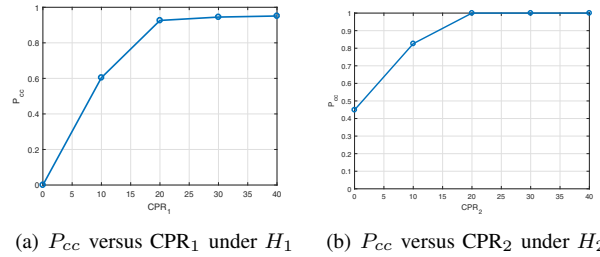 1
0.8
0.6
0.4
0.2
0
P_cc
0 10 20 30 40
CPR_1
1
0.9
0.8
0.7
0.6
0.5
0.4
0.3
0.2
0.1
0
P_cc
0 5 10 15 20 25 30 35 40
CPR_2
(a) P_cc versus CPR_1 under H_1
(b) P_cc versus CPR_2 under H_2